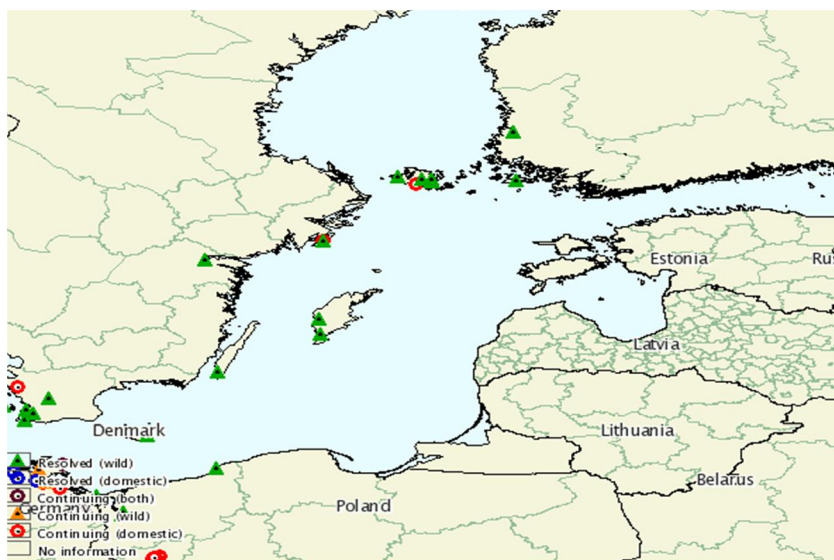 Estonia
Rus
Latvia
Denmark
Lithuania
Belarus
Poland
Germany
Resolved (wild)
Resolved (domestic)
Continuing (both)
Continuing (wild)
Continuing (domestic)
No information